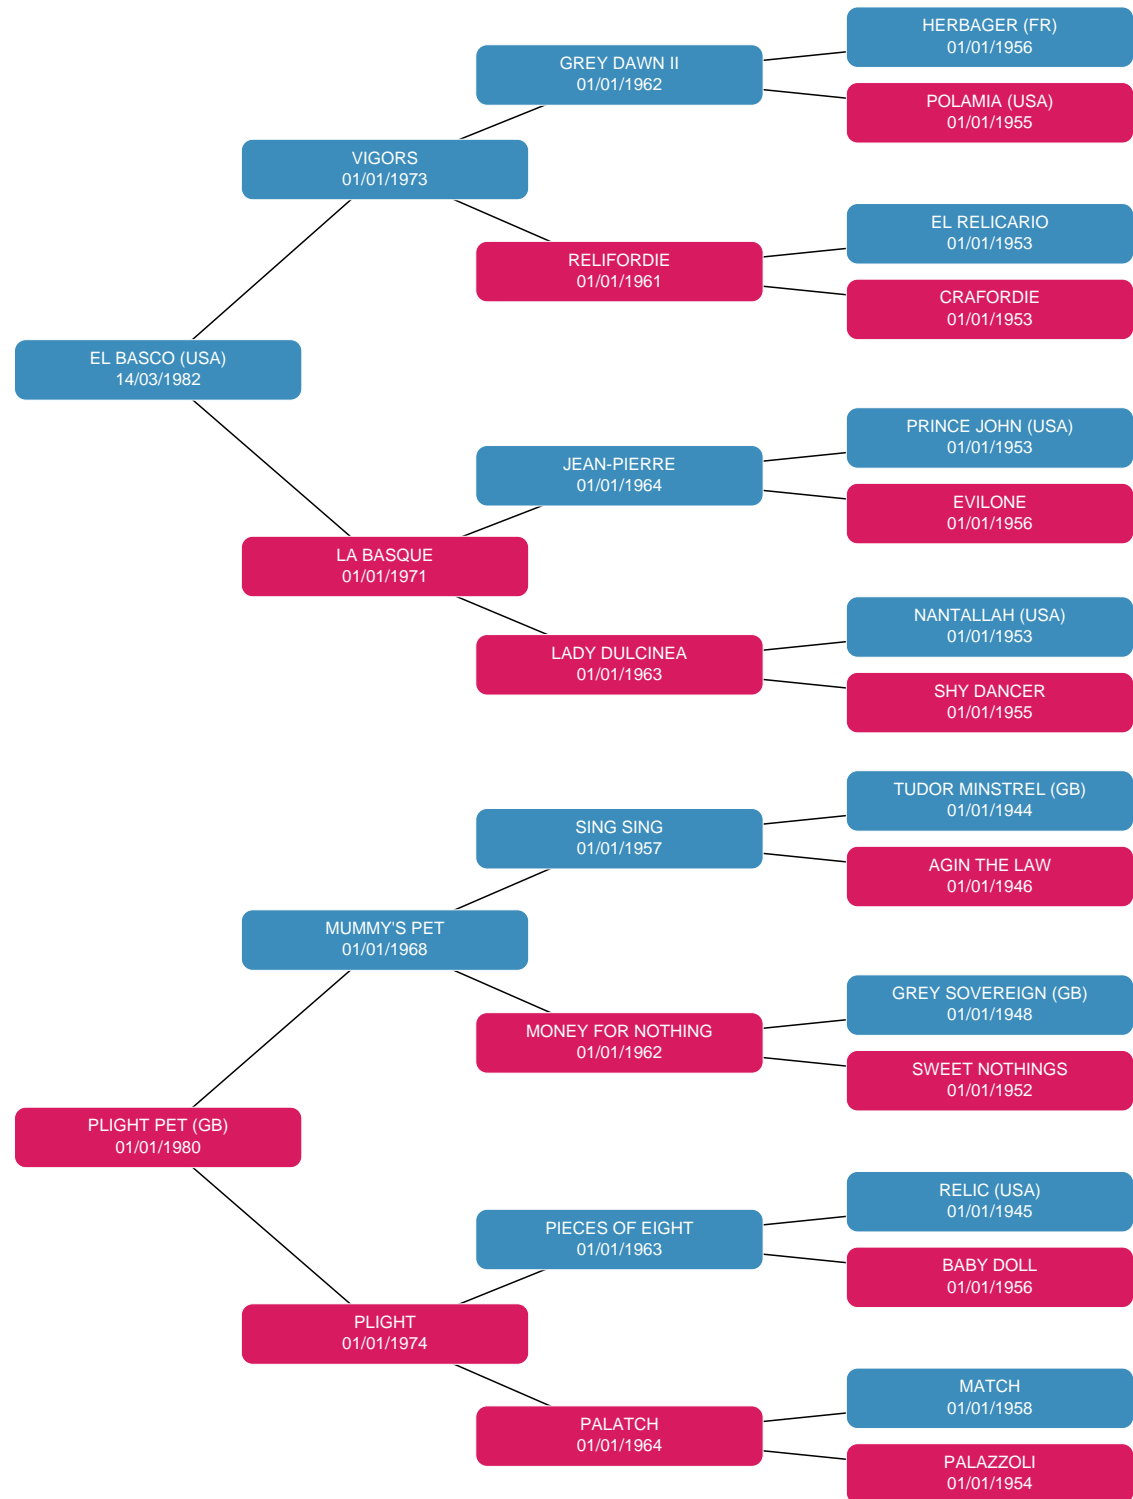 HERBAGER (FR)
01/01/1956
GREY DAWN II
01/01/1962
POLAMIA (USA)
01/01/1955
VIGORS
01/01/1973
EL RELICARIO
01/01/1953
RELIFORDIE
01/01/1961
CRAFORDIE
01/01/1953
EL BASCO (USA)
14/03/1982
PRINCE JOHN (USA)
01/01/1953
JEAN-PIERRE
01/01/1964
EVILONE
01/01/1956
LA BASQUE
01/01/1971
NANTALLAH (USA)
01/01/1953
LADY DULCINEA
01/01/1963
SHY DANCER
01/01/1955
TUDOR MINSTREL (GB)
01/01/1944
SING SING
01/01/1957
AGIN THE LAW
01/01/1946
MUMMY'S PET
01/01/1968
GREY SOVEREIGN (GB)
01/01/1948
MONEY FOR NOTHING
01/01/1962
SWEET NOTHINGS
01/01/1952
PLIGHT PET (GB)
01/01/1980
RELIC (USA)
01/01/1945
PIECES OF EIGHT
01/01/1963
BABY DOLL
01/01/1956
PLIGHT
01/01/1974
MATCH
01/01/1958
PALATCH
01/01/1964
PALAZZOLI
01/01/1954